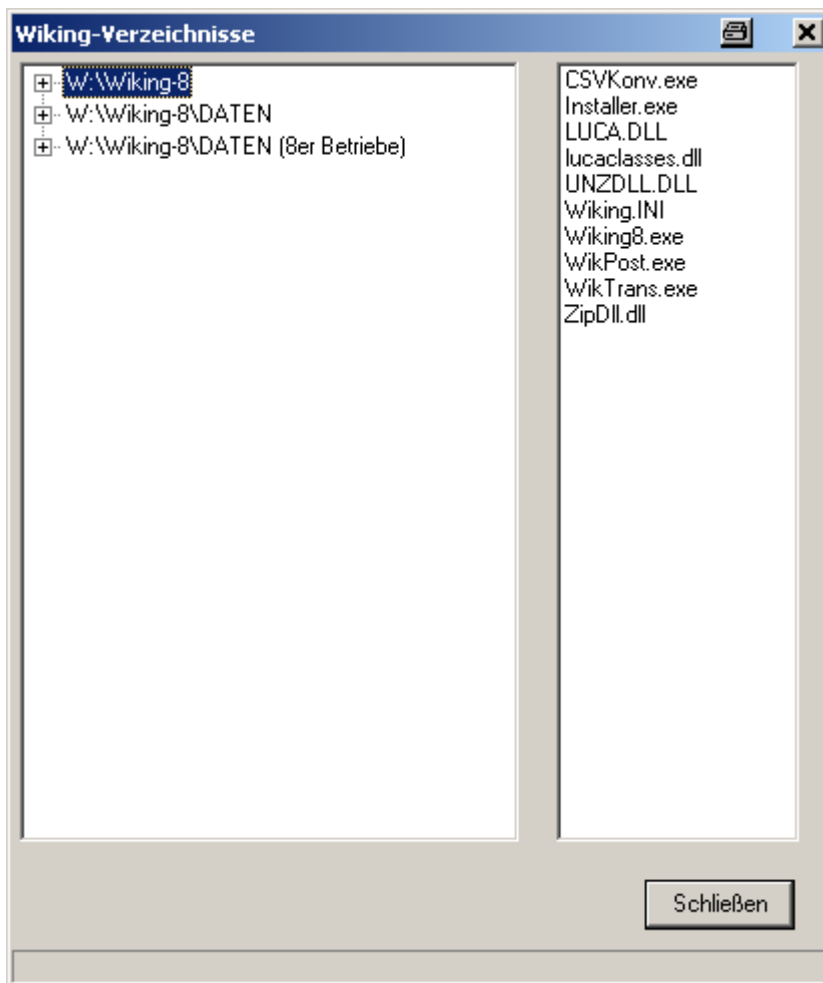 Wiking-Verzeichnisse
W:\Wiking-8
W:\Wiking-8\DATEN
W:\Wiking-8\DATEN (8er Betriebe)
CSVKonv.exe
Installer.exe
LUCA.DLL
lucaclasses.dll
UNZDLL.DLL
Wiking.INI
Wiking8.exe
WikPost.exe
WikTrans.exe
ZipDll.dll
Schließen